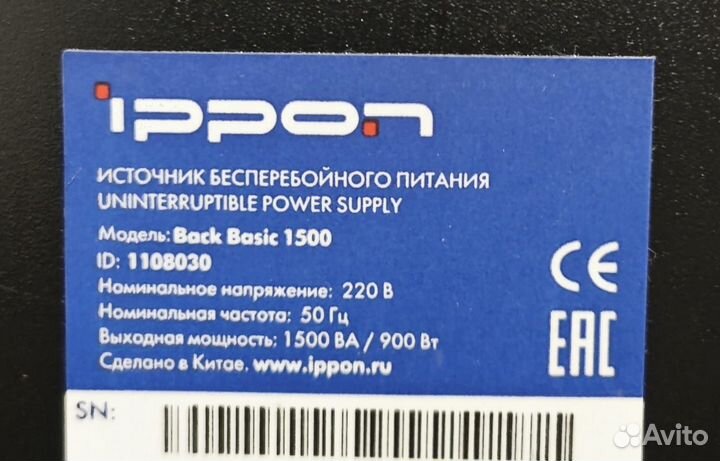 ippon
ИСТОЧНИК БЕСПЕРЕБОЙНОГО ПИТАНИЯ
UNINTERRUPTIBLE POWER SUPPLY
Модель: Back Basic 1500
ID: 1108030
Номинальное напряжение: 220 В
Номинальная частота: 50 Гц
Выходная мощность: 1500 ВА / 900 Вт
Сделано в Китае. www.ippon.ru
CE
EAC
SN:
Avito